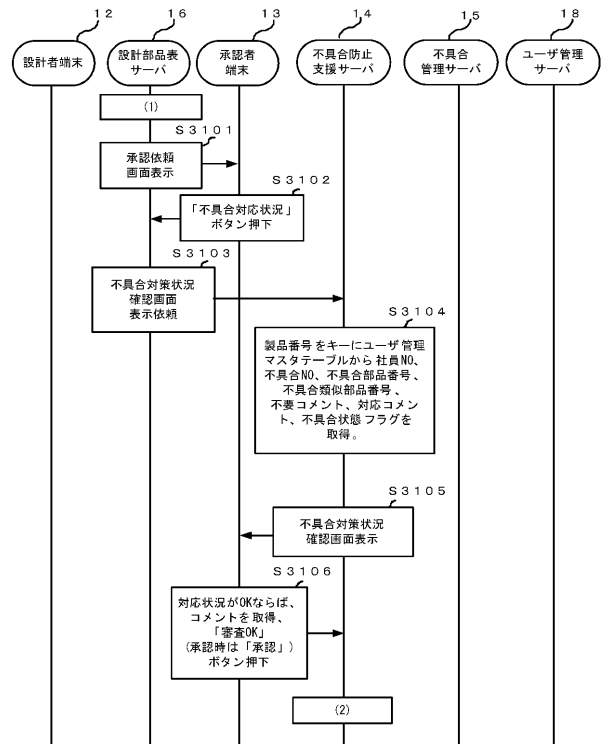 12
16
13
14
15
18
設計者端末
設計部品表
サーバ
承認者
端末
不具合防止
支援サーバ
不具合
管理サーバ
ユーザ管理
サーバ
(1)
S3101
承認依頼
画面表示
S3102
「不具合対応状況」
ボタン押下
S3103
不具合対策状況
確認画面
表示依頼
S3104
製品番号をキーにユーザ管理
マスタテーブルから社員NO、
不具合NO、不具合部品番号、
不具合類似部品番号、
不要コメント、対応コメン
ト、不具合状態フラグを
取得。
S3105
不具合対策状況
確認画面表示
S3106
対応状況がOKならば、
コメントを取得、
「審査OK」
(承認時は「承認」)
ボタン押下
(2)